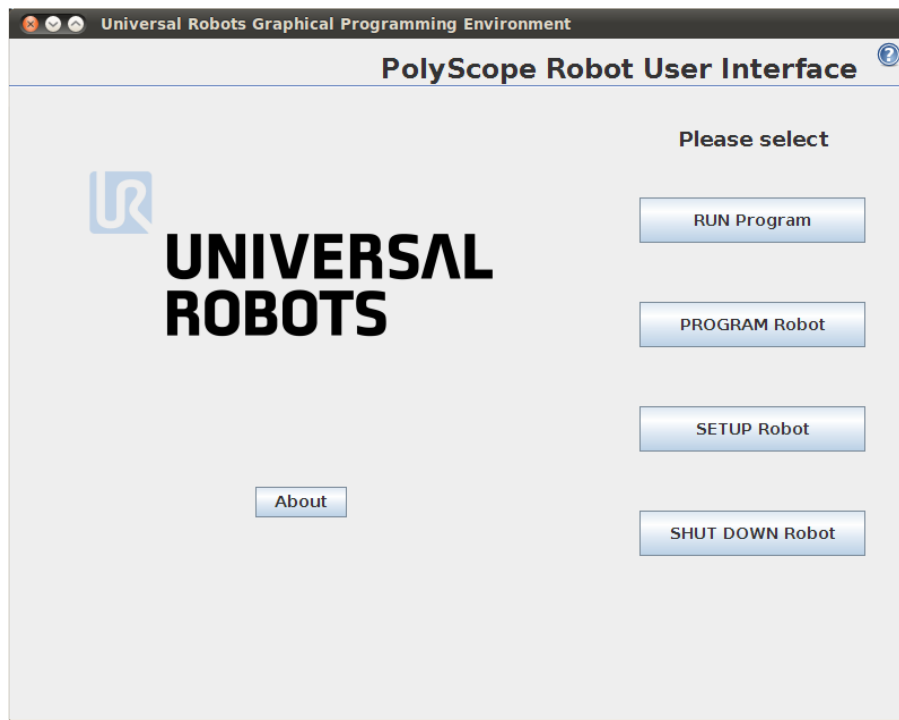 Universal Robots Graphical Programming Environment
PolyScope Robot User Interface
?
Please select
UR
RUN Program
UNIVERSAL
ROBOTS
PROGRAM Robot
SETUP Robot
About
SHUT DOWN Robot